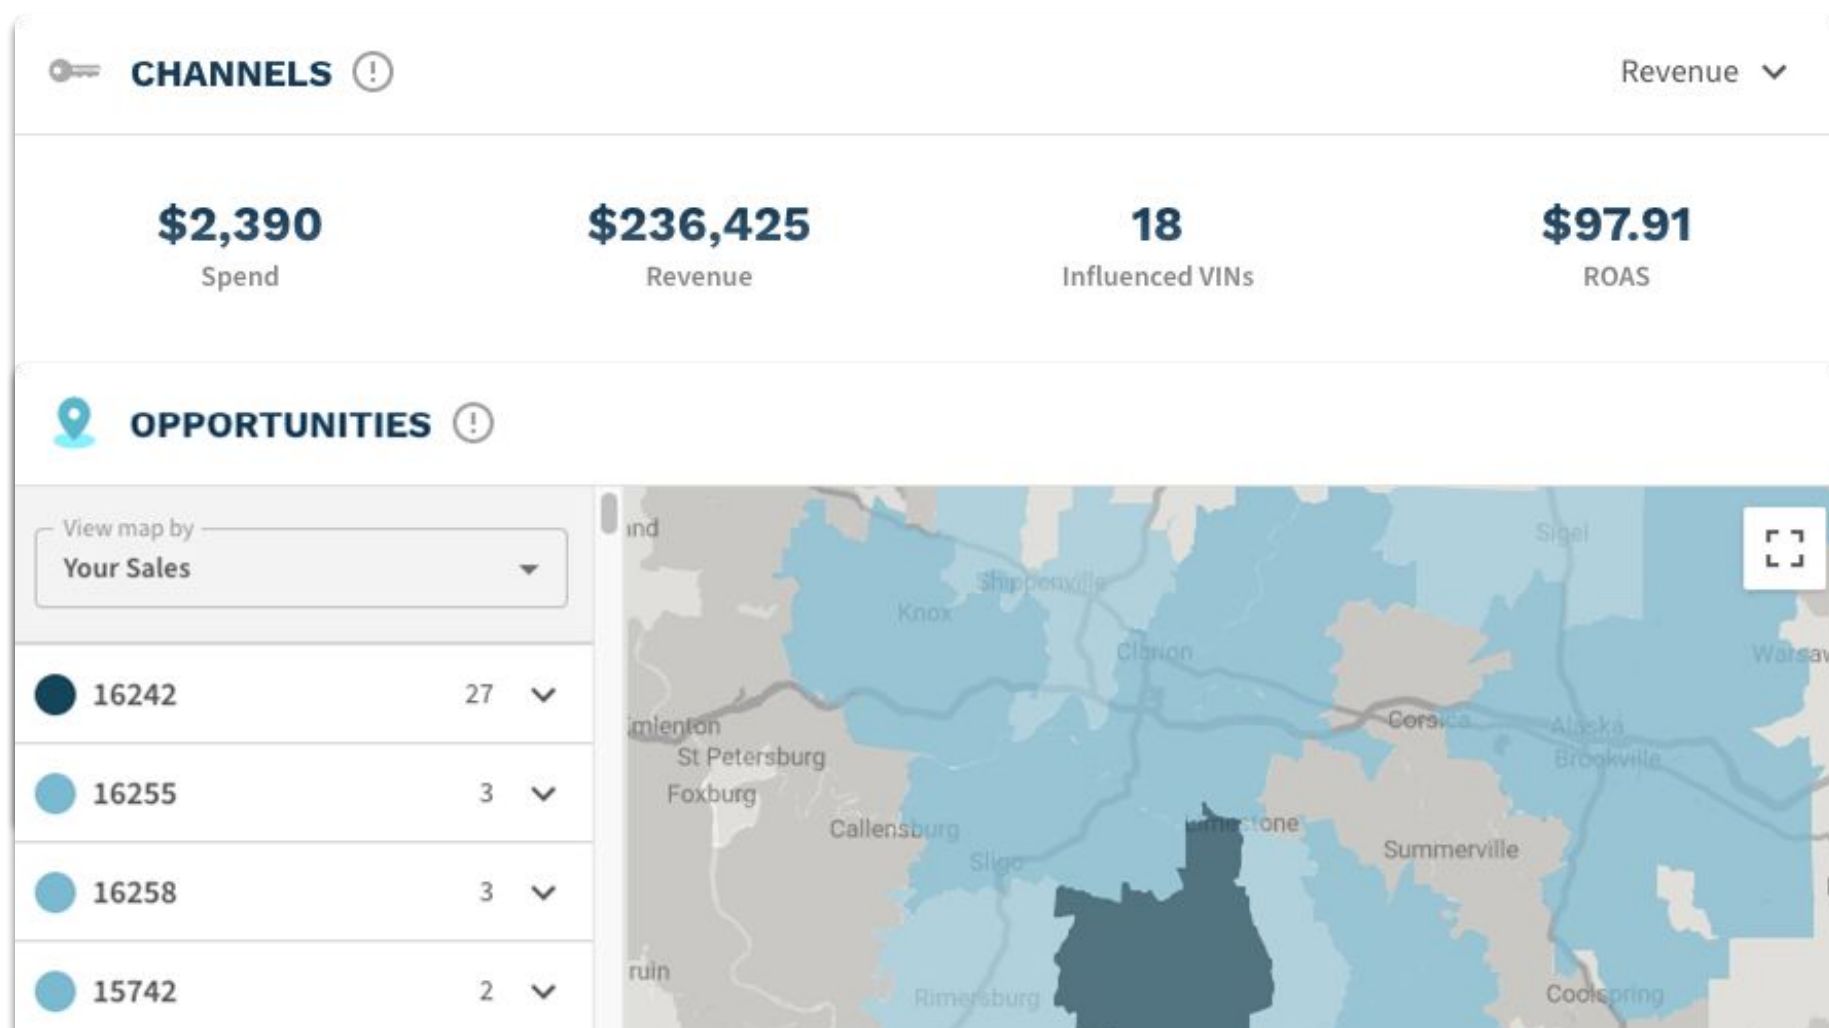 CHANNELS
Revenue
$2,390
Spend
$236,425
Revenue
18
Influenced VINs
$97.91
ROAS
OPPORTUNITIES
View map by
Your Sales
16242 27
16255 3
16258 3
15742 2
Sigel
Shippenville
Knox
Clarion
Corsica
Alaska
Brookville
St Petersburg
Foxburg
Callensburg
Limestone
Summerville
Sligo
Rimersburg
Coolspring